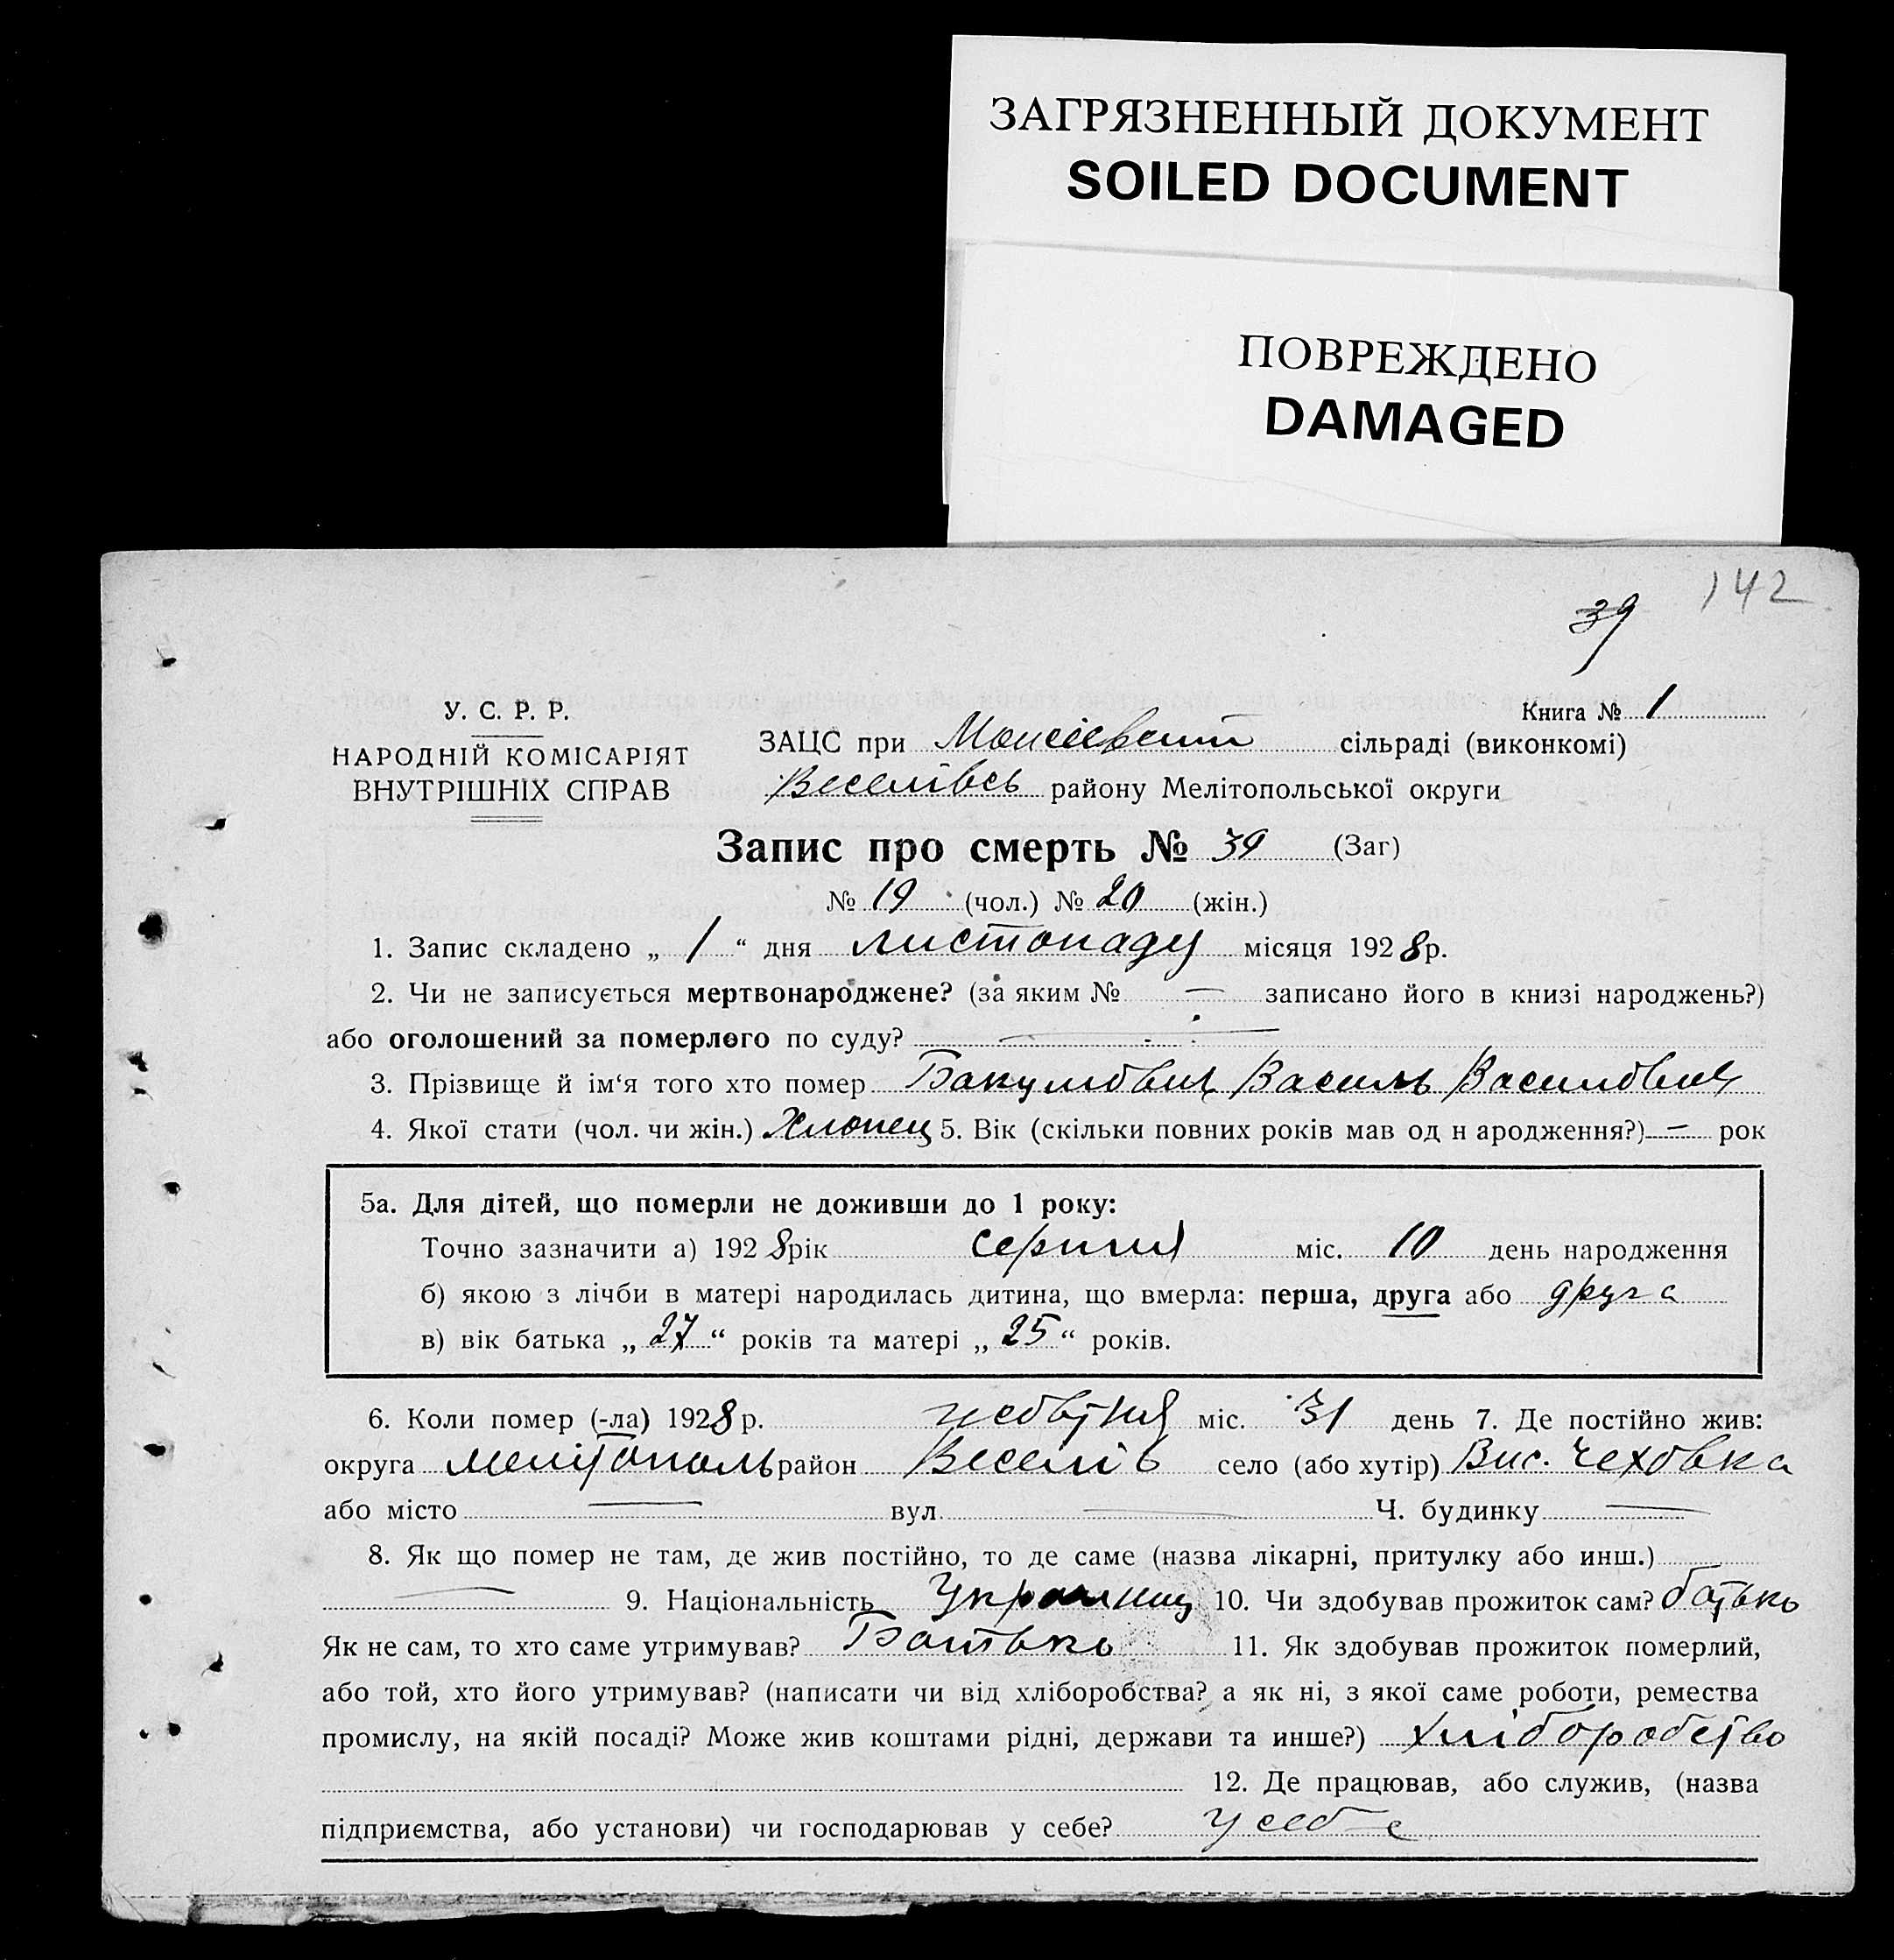 ЗАГРЯЗНЕННЫЙ ДОКУМЕНТ
SOILED DOCUMENT
ПОВРЕЖДЕНО
DAMAGED
142
39
Книга № 1
У. С. Р. Р.
НАРОДНІЙ КОМІСАРІЯТ
ВНУТРІШНІХ СПРАВ
ЗАЦС при сільраді (виконкомі)
Веселівсь району Мелітопольської округи
Запис про смерть № 39 (Заг)
№ 19 (чол.) № 20 (жін.)
1. Запис складено „ 1 “ дня листопаду місяця 1928 р.
2. Чи не записується мертвонароджене? (за яким № — записано його в книзі народжень?)
або оголошений за померлого по суду? —
3. Прізвище й ім‘я того хто помер Василь Васильович
4. Якої стати (чол. чи жін.) Хлопец 5. Вік (скільки повних років мав од н ародження?) — рок
5а. Для дітей, що померли не доживши до 1 року:
Точно зазначити а) 1928 рік серпня міс. 10 день народження
б) якою з лічби в матері народилась дитина, що вмерла: перша, друга або друга
в) вік батька „ 27 “ років та матері „ 25 “ років.
6. Коли помер (-ла) 1928 р. жовтня міс. 31 день 7. Де постійно жив:
округа Мелітополь район Веселів село (або хутір) Вис. Чеховка
або місто — вул. — Ч. будинку —
8. Як що помер не там, де жив постійно, то де саме (назва лікарні, притулку або инш.)
— 9. Національність 10. Чи здобував прожиток сам? батько
Як не сам, то хто саме утримував? Батько 11. Як здобував прожиток померлий,
або той, хто його утримував? (написати чи від хліборобства? а як ні, з якої саме роботи, ремества
промислу, на якій посаді? Може жив коштами рідні, держави та инше?) хліборобство
12. Де працював, або служив, (назва
підприємства, або установи) чи господарював у себе? у себе